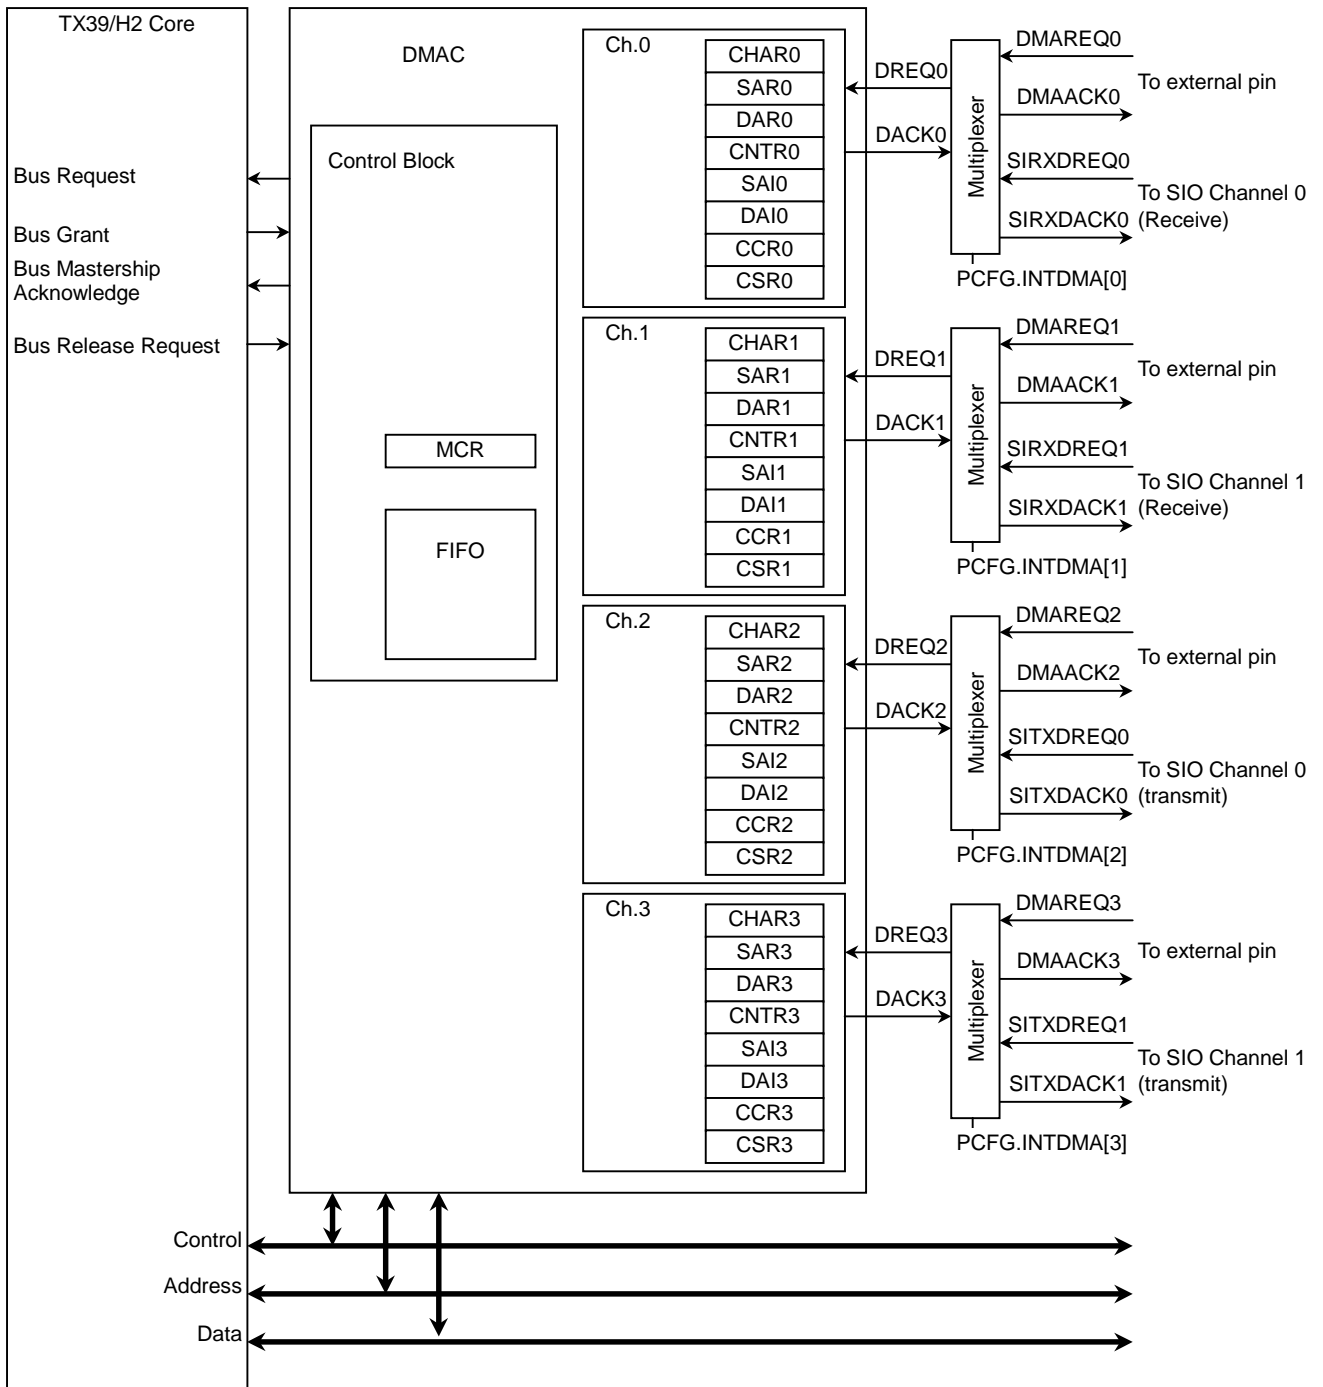 TX39/H2 Core
Bus Request
Bus Grant
Bus Mastership
Acknowledge
Bus Release Request
DMAC
Control Block
MCR
FIFO
Ch.0
CHAR0
SAR0
DAR0
CNTR0
SAI0
DAI0
CCR0
CSR0
DREQ0
DACK0
Multiplexer
DMAREQ0
DMAACK0
To external pin
SIRXDREQ0
SIRXDACK0
To SIO Channel 0
(Receive)
PCFG.INTDMA[0]
Ch.1
CHAR1
SAR1
DAR1
CNTR1
SAI1
DAI1
CCR1
CSR1
DREQ1
DACK1
Multiplexer
DMAREQ1
DMAACK1
To external pin
SIRXDREQ1
SIRXDACK1
To SIO Channel 1
(Receive)
PCFG.INTDMA[1]
Ch.2
CHAR2
SAR2
DAR2
CNTR2
SAI2
DAI2
CCR2
CSR2
DREQ2
DACK2
Multiplexer
DMAREQ2
DMAACK2
To external pin
SITXDREQ0
SITXDACK0
To SIO Channel 0
(transmit)
PCFG.INTDMA[2]
Ch.3
CHAR3
SAR3
DAR3
CNTR3
SAI3
DAI3
CCR3
CSR3
DREQ3
DACK3
Multiplexer
DMAREQ3
DMAACK3
To external pin
SITXDREQ1
SITXDACK1
To SIO Channel 1
(transmit)
PCFG.INTDMA[3]
Control
Address
Data